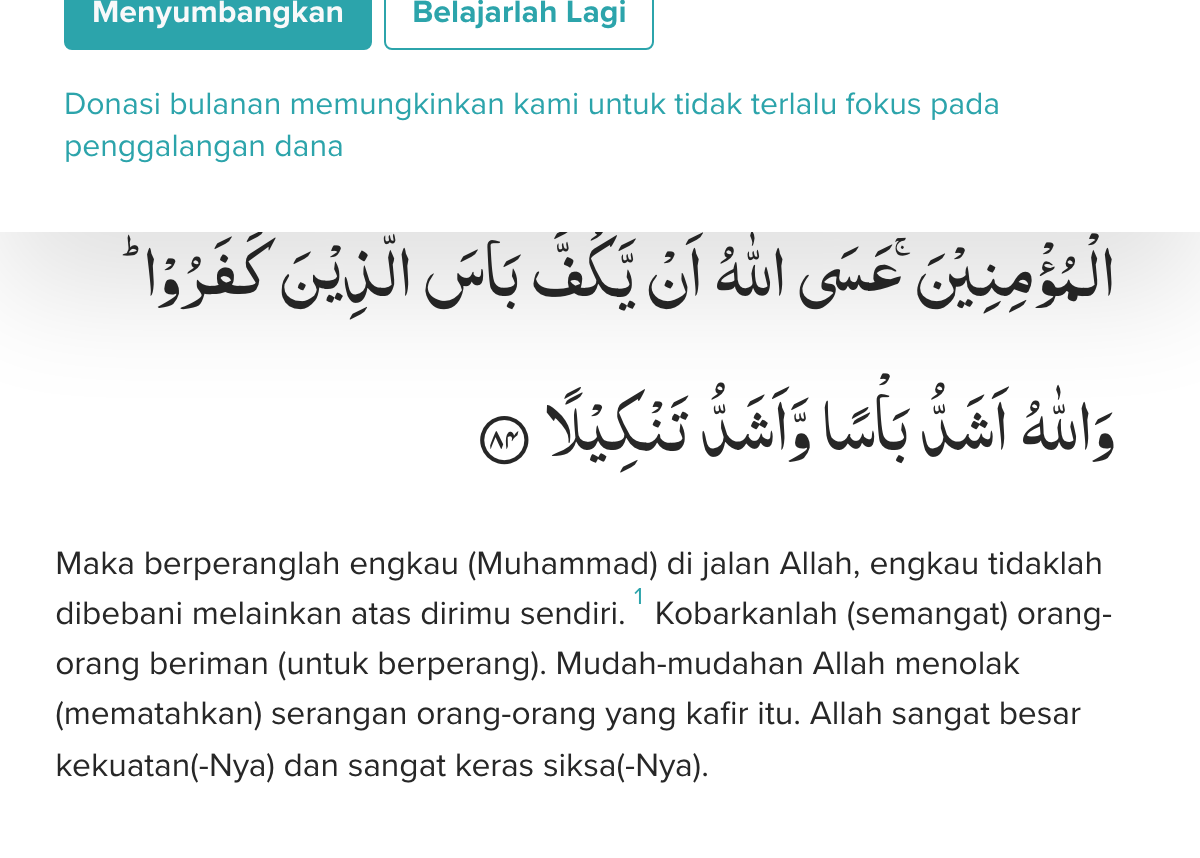 Menyumbangkan
Belajarlah Lagi
Donasi bulanan memungkinkan kami untuk tidak terlalu fokus pada
penggalangan dana
الْمُؤْمِنِيْنَ ۚعَسَى اللّٰهُ اَنْ يَّكُفَّ بَأْسَ الَّذِيْنَ كَفَرُوْا ۗ
وَاللّٰهُ اَشَدُّ بَأْسًا وَّاَشَدُّ تَنْكِيْلًا ۸۴
Maka berperanglah engkau (Muhammad) di jalan Allah, engkau tidaklah
dibebani melainkan atas dirimu sendiri. 1 Kobarkanlah (semangat) orang-
orang beriman (untuk berperang). Mudah-mudahan Allah menolak
(mematahkan) serangan orang-orang yang kafir itu. Allah sangat besar
kekuatan(-Nya) dan sangat keras siksa(-Nya).